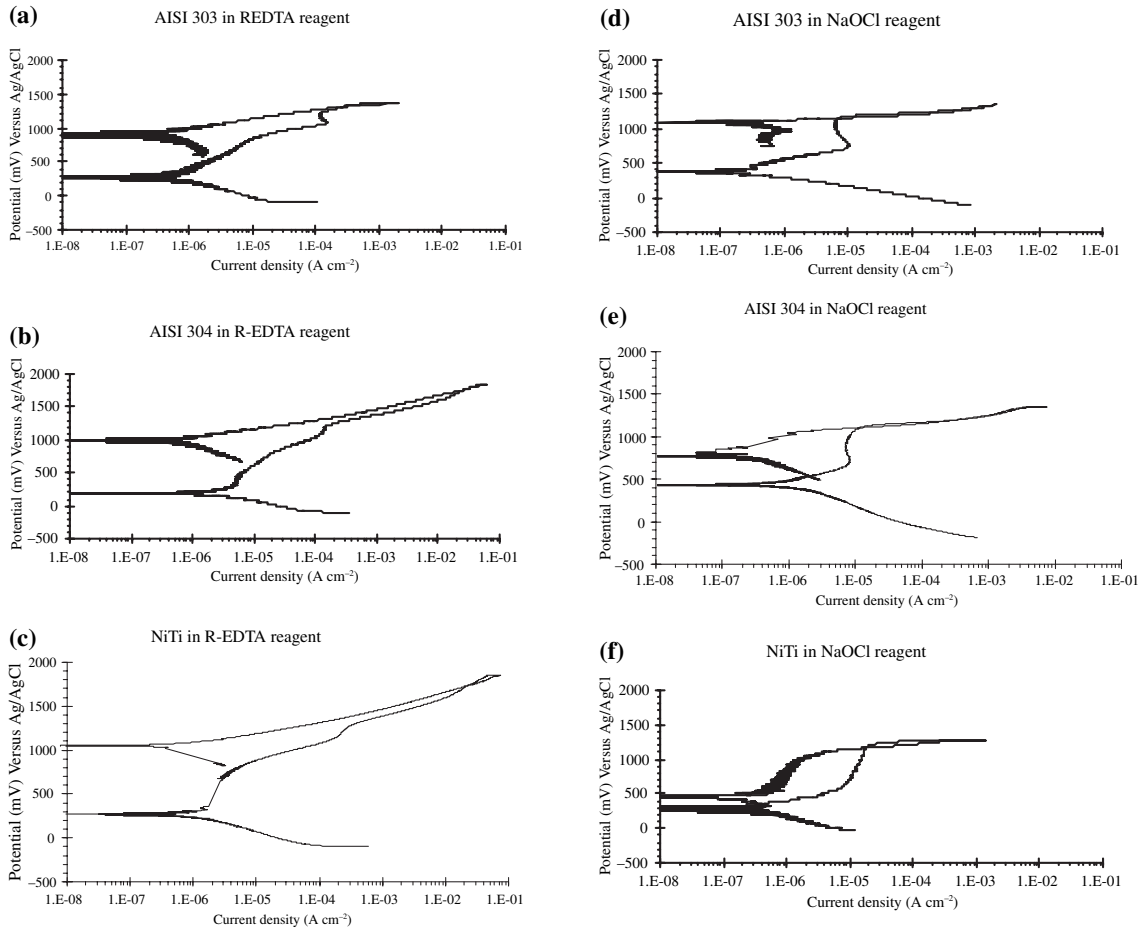 (a)
AISI 303 in REDTA reagent
Potential (mV) Versus Ag/AgCl
2000
1500
1000
500
0
–500
1.E-08 1.E-07 1.E-06 1.E-05 1.E-04 1.E-03 1.E-02 1.E-01
Current density (A cm–2)
(b)
AISI 304 in R-EDTA reagent
Potential (mV) Versus Ag/AgCl
2000
1500
1000
500
0
–500
1.E-08 1.E-07 1.E-06 1.E-05 1.E-04 1.E-03 1.E-02 1.E-01
Current density (A cm–2)
(c)
NiTi in R-EDTA reagent
Potential (mV) Versus Ag/AgCl
2000
1500
1000
500
0
–500
1.E-08 1.E-07 1.E-06 1.E-05 1.E-04 1.E-03 1.E-02 1.E-01
Current density (A cm–2)
(d)
AISI 303 in NaOCl reagent
Potential (mV) Versus Ag/AgCl
2000
1500
1000
500
0
–500
1.E-08 1.E-07 1.E-06 1.E-05 1.E-04 1.E-03 1.E-02 1.E-01
Current density (A cm–2)
(e)
AISI 304 in NaOCl reagent
Potential (mV) Versus Ag/AgCl
2000
1500
1000
500
0
–500
1.E-08 1.E-07 1.E-06 1.E-05 1.E-04 1.E-03 1.E-02 1.E-01
Current density (A cm–2)
(f)
NiTi in NaOCl reagent
Potential (mV) Versus Ag/AgCl
2000
1500
1000
500
0
–500
1.E-08 1.E-07 1.E-06 1.E-05 1.E-04 1.E-03 1.E-02 1.E-01
Current density (A cm–2)